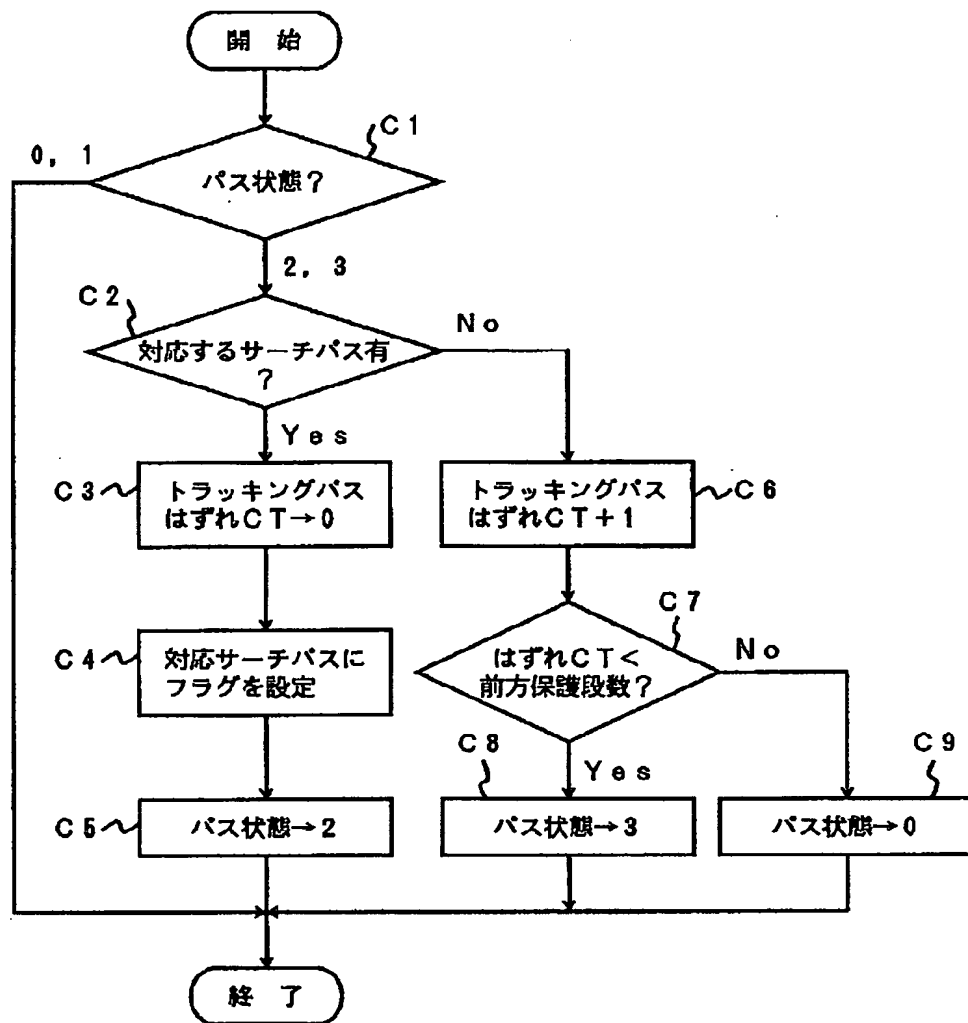 開 始
C1
0, 1
パス状態?
2, 3
C2
No
対応するサーチパス有
?
Yes
C3
トラッキングパス
はずれCT→0
トラッキングパス
はずれCT+1
C6
C7
C4
対応サーチパスに
フラグを設定
はずれCT<
前方保護段数?
No
C8
Yes
C9
C5
パス状態→2
パス状態→3
パス状態→0
終 了